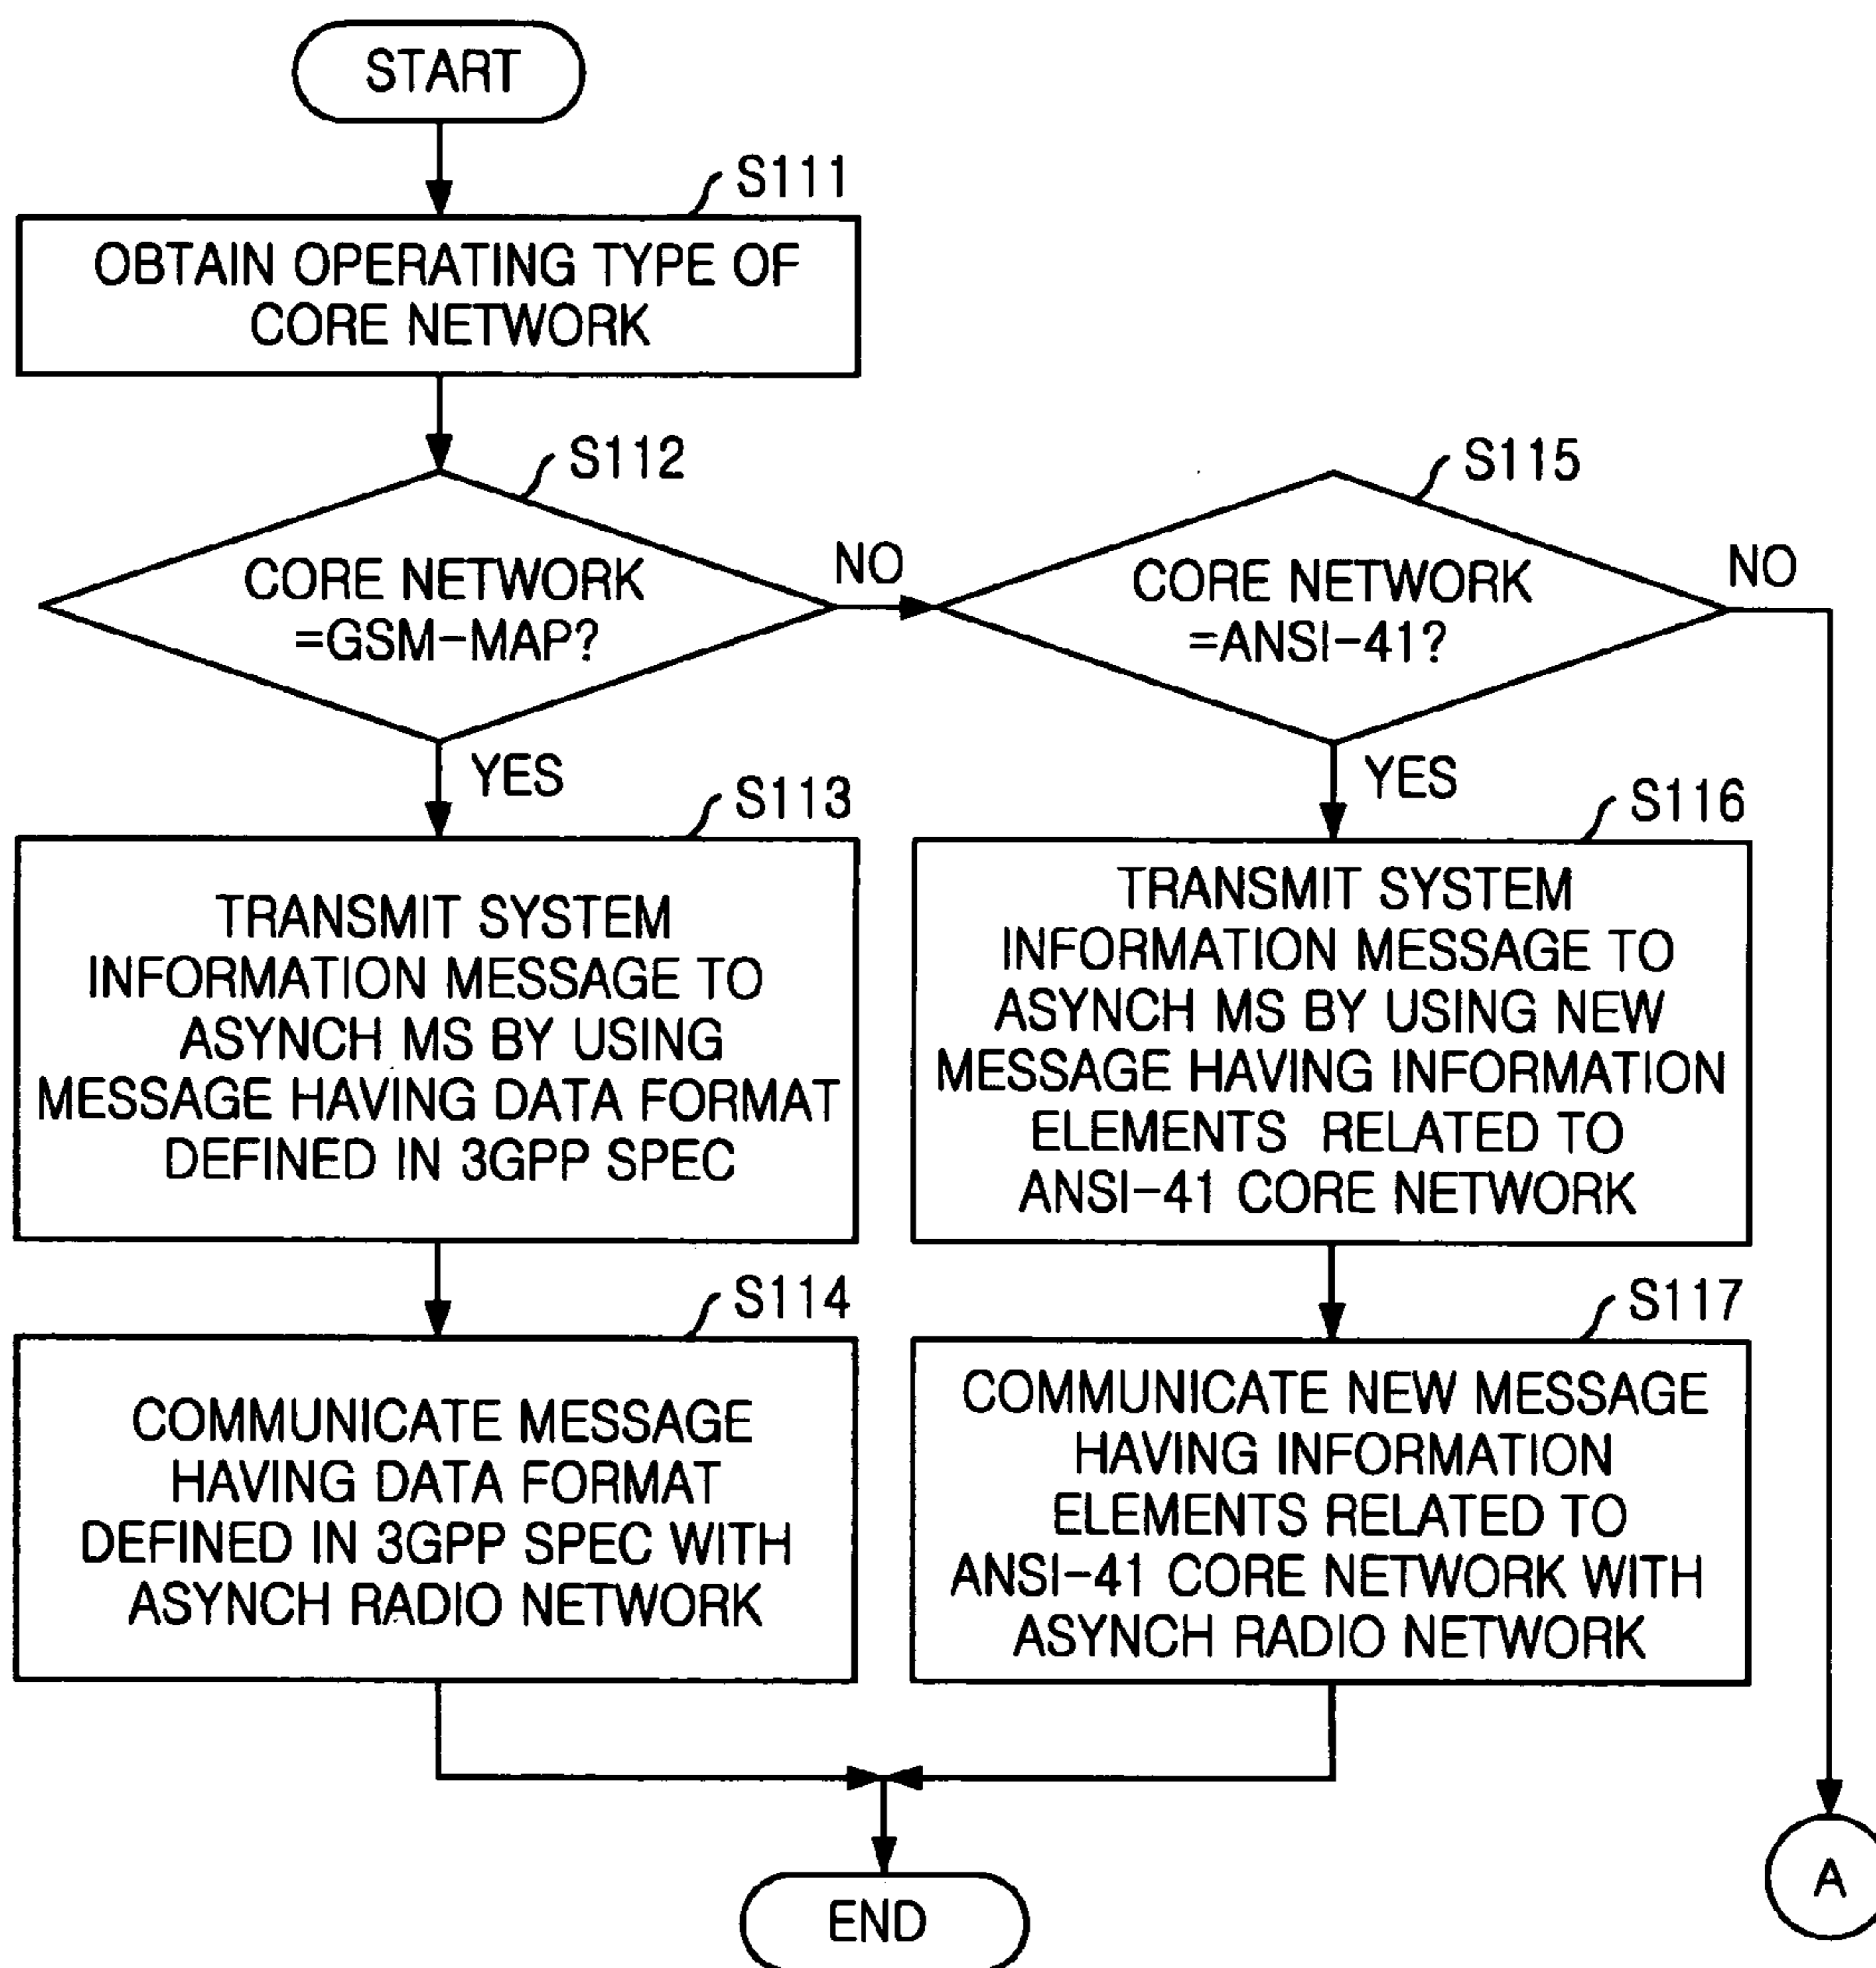 START
S111
OBTAIN OPERATING TYPE OF
CORE NETWORK
S112
CORE NETWORK
=GSM-MAP?
NO
YES
S115
CORE NETWORK
=ANSI-41?
NO
YES
S113
TRANSMIT SYSTEM
INFORMATION MESSAGE TO
ASYNCH MS BY USING
MESSAGE HAVING DATA FORMAT
DEFINED IN 3GPP SPEC
S116
TRANSMIT SYSTEM
INFORMATION MESSAGE TO
ASYNCH MS BY USING NEW
MESSAGE HAVING INFORMATION
ELEMENTS RELATED TO
ANSI-41 CORE NETWORK
S114
COMMUNICATE MESSAGE
HAVING DATA FORMAT
DEFINED IN 3GPP SPEC WITH
ASYNCH RADIO NETWORK
S117
COMMUNICATE NEW MESSAGE
HAVING INFORMATION
ELEMENTS RELATED TO
ANSI-41 CORE NETWORK WITH
ASYNCH RADIO NETWORK
END
A